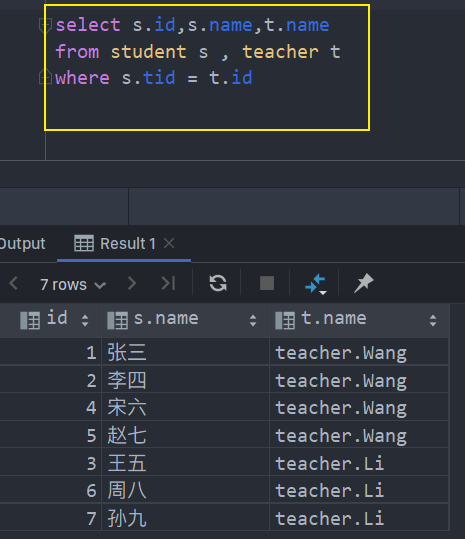 select s.id,s.name,t.name
from student s , teacher t
where s.tid = t.id
Output Result 1
7 rows
id s.name t.name
1 张三 teacher.Wang
2 李四 teacher.Wang
4 宋六 teacher.Wang
5 赵七 teacher.Wang
3 王五 teacher.Li
6 周八 teacher.Li
7 孙九 teacher.Li